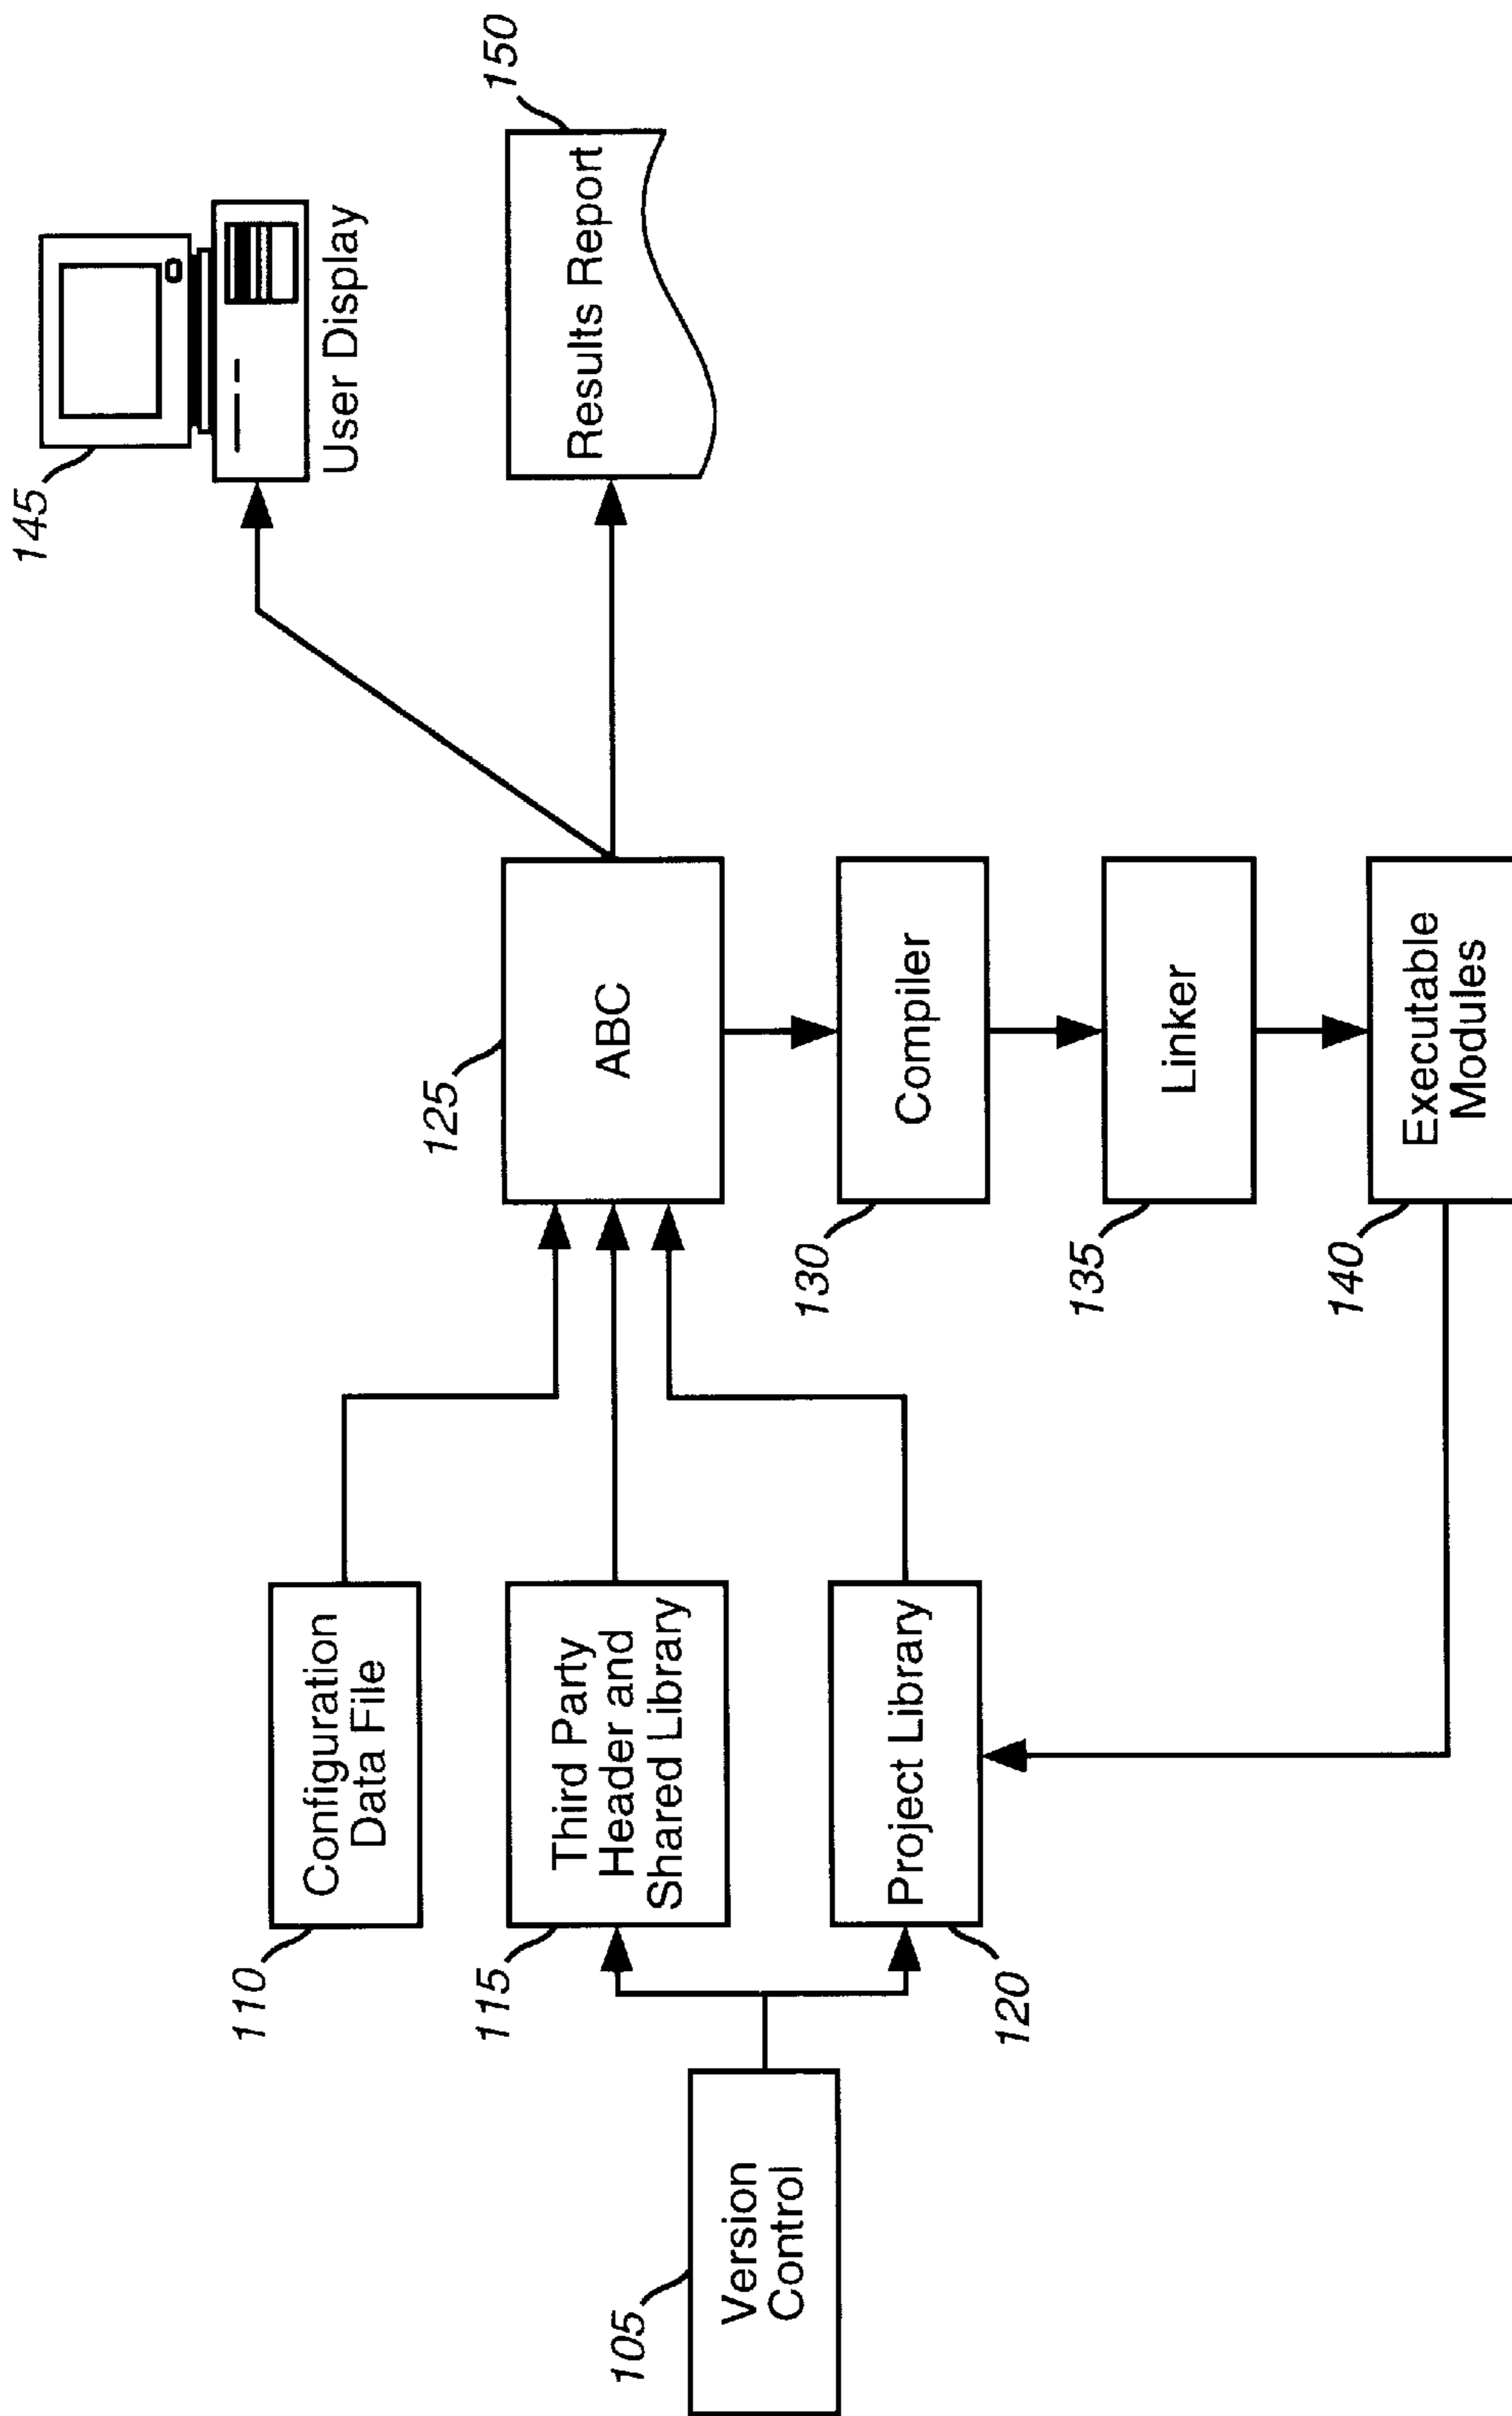 105
Version
Control
110
Configuration
Data File
115
Third Party
Header and
Shared Library
120
Project Library
125
ABC
130
Compiler
135
Linker
140
Executable
Modules
145
User Display
150
Results Report